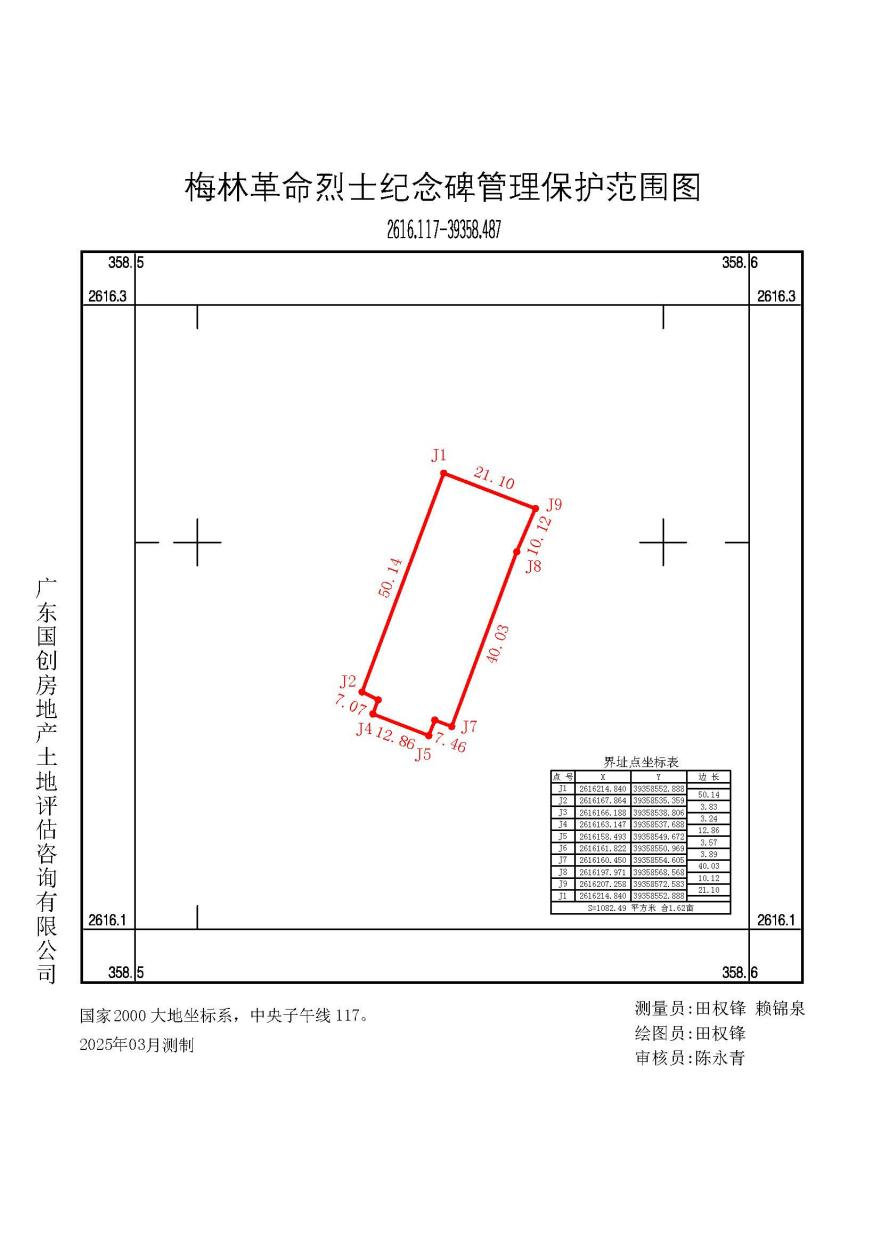 梅林革命烈士纪念碑管理保护范围图
2616.117-39358.487
358.5 358.6
2616.3 2616.3
J1
21.10
J9
10.12
J8
50.14
40.03
J2
7.07
J4
12.86
J5
7.46
J7
界址点坐标表
点号 X Y 边长
J1 2616214.840 39358552.888
50.14
J2 2616167.864 39358535.359
3.83
J3 2616166.188 39358538.806
3.24
J4 2616163.147 39358537.688
12.86
J5 2616158.493 39358549.672
3.57
J6 2616161.822 39358550.969
3.89
J7 2616160.450 39358554.605
40.03
J8 2616197.971 39358568.568
10.12
J9 2616207.258 39358572.583
21.10
J1 2616214.840 39358552.888
S=1082.49 平方米 合1.62亩
2616.1 2616.1
358.5 358.6
广东国创房地产土地评估咨询有限公司
国家2000大地坐标系，中央子午线117。
2025年03月测制
测量员:田权锋 赖锦泉
绘图员:田权锋
审核员:陈永青